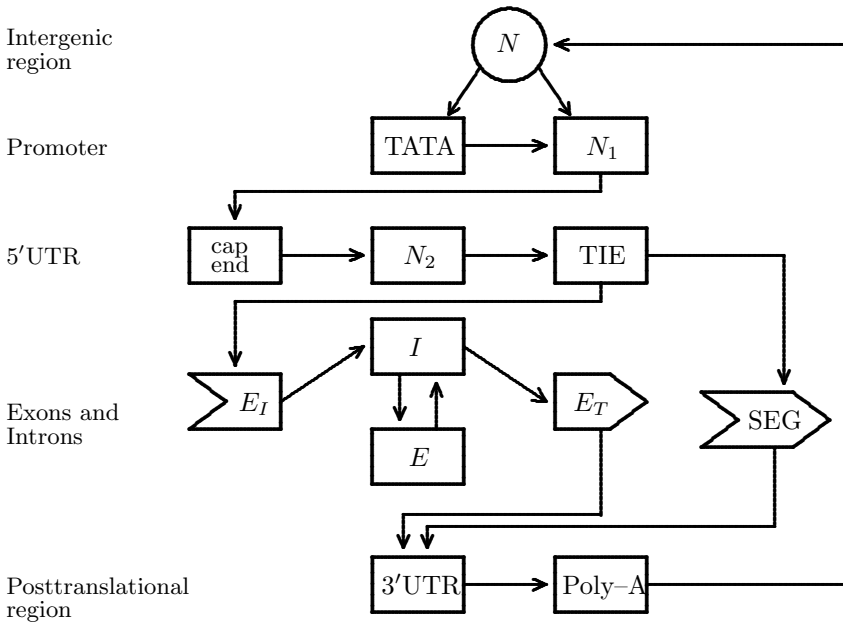 Intergenic
region
N
Promoter
TATA
N₁
5′UTR
cap
end
N₂
TIE
Exons and
Introns
E_I
I
E
E_T
SEG
Posttranslational
region
3′UTR
Poly–A